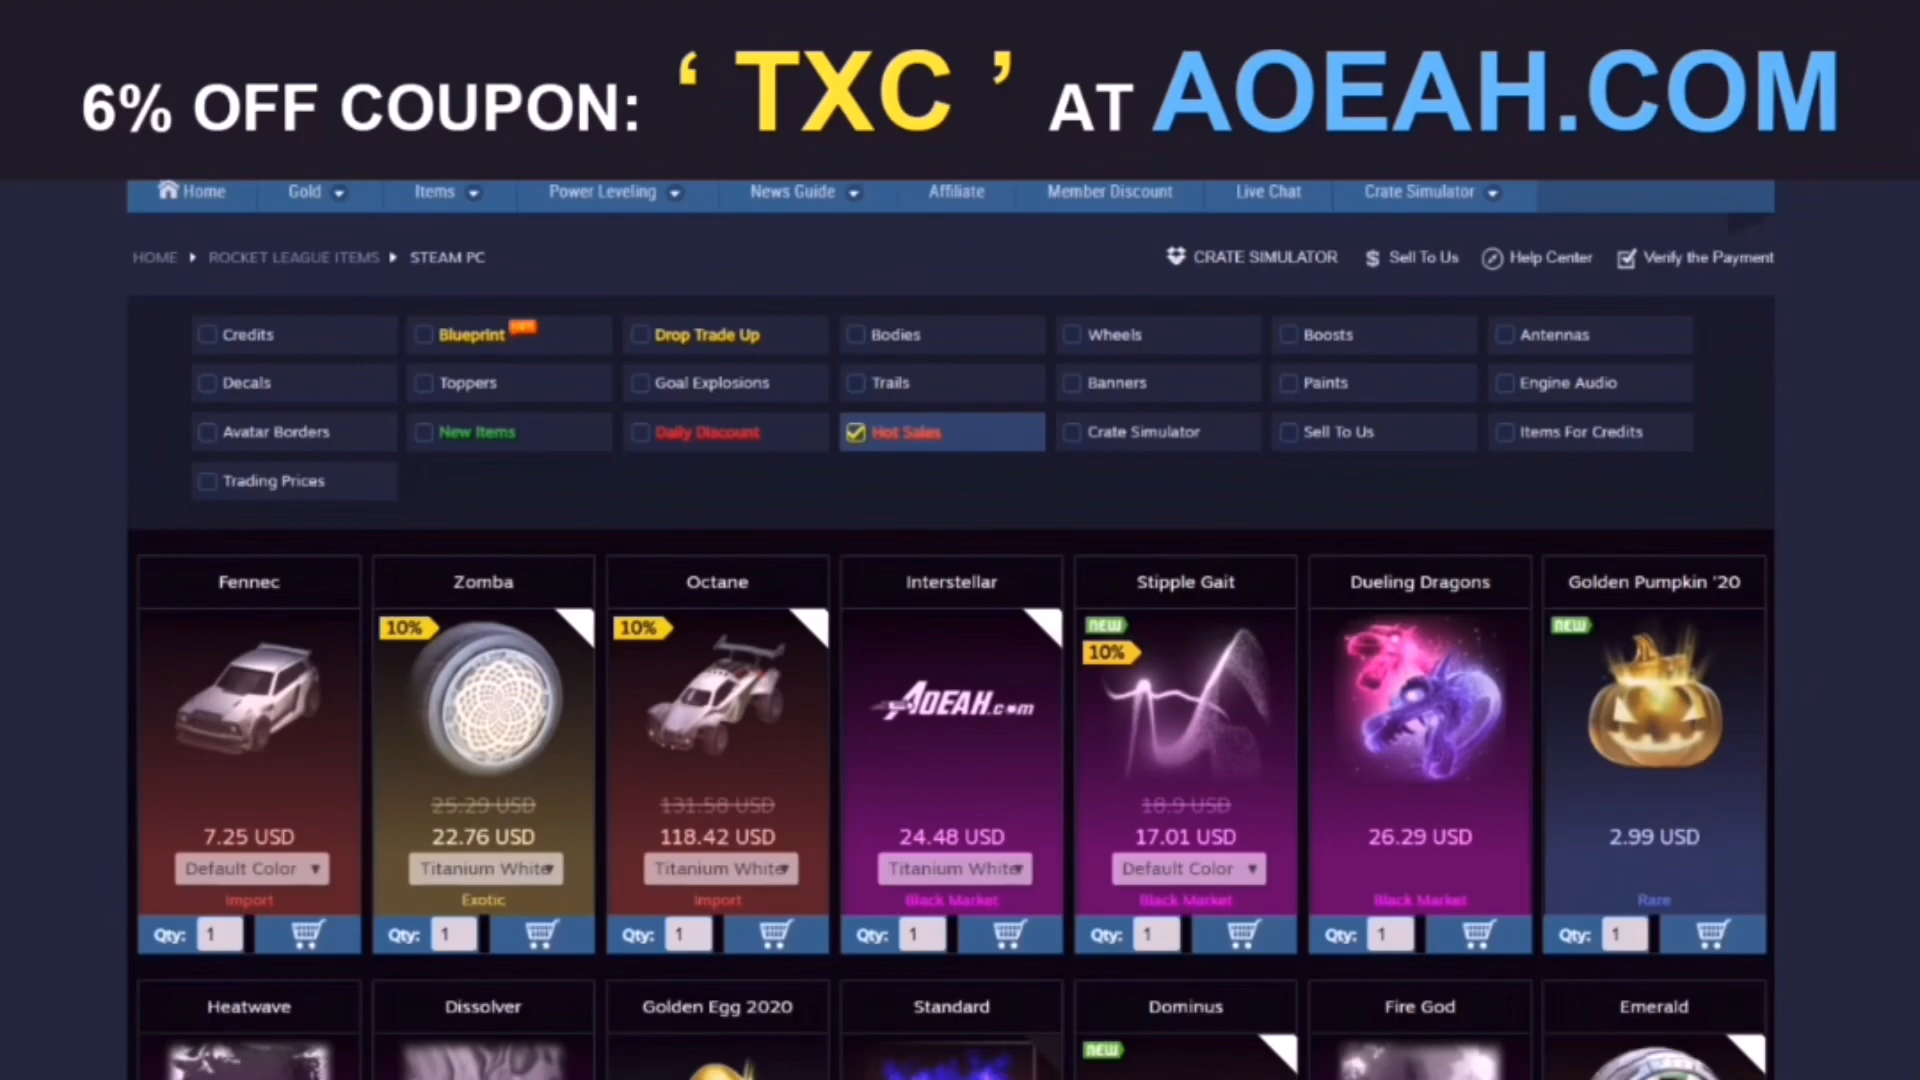 6% OFF COUPON: ‘ TXC ’ AT AOEAH.COM
Home Gold Items Power Leveling News Guide Affiliate Member Discount Live Chat Crate Simulator
HOME ROCKET LEAGUE ITEMS STEAM PC CRATE SIMULATOR $ Sell To Us Help Center Verify the Payment
Credits Blueprint Drop Trade Up Bodies Wheels Boosts Antennas
Decals Toppers Goal Explosions Trails Banners Paints Engine Audio
Avatar Borders New Items Daily Discount Hot Sales Crate Simulator Sell To Us Items For Credits
Trading Prices
Fennec Zomba Octane Interstellar Stipple Gait Dueling Dragons Golden Pumpkin '20
10% 10% NEW NEW
10%
AOEAH.com
25.29 USD 131.58 USD 18.9 USD
7.25 USD 22.76 USD 118.42 USD 24.48 USD 17.01 USD 26.29 USD 2.99 USD
Default Color Titanium White Titanium White Titanium White Default Color
Import Exotic Import Black Market Black Market Black Market Rare
Qty: 1 Qty: 1 Qty: 1 Qty: 1 Qty: 1 Qty: 1 Qty: 1
Heatwave Dissolver Golden Egg 2020 Standard Dominus Fire God Emerald
NEW